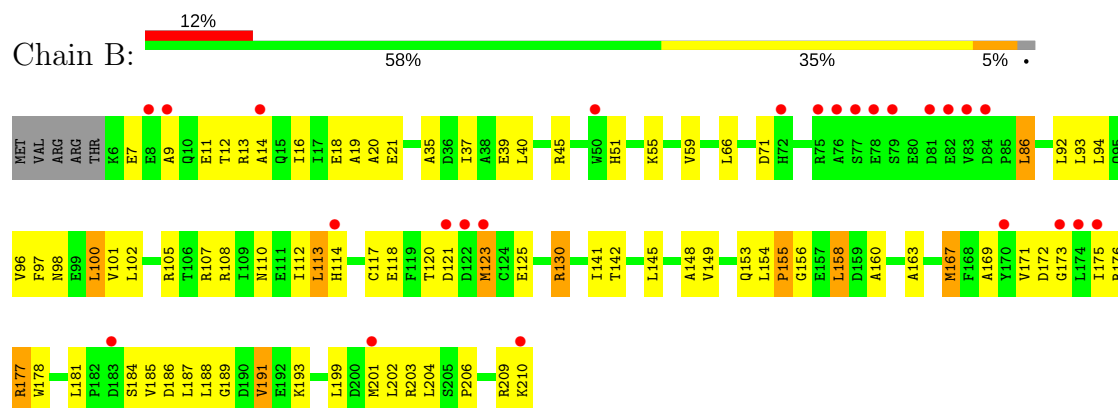 12%
Chain B:
58% 35% 5% •
MET VAL ARG ARG THR K6 E7 E8 A9 Q10 E11 T12 R13 A14 Q15 I16 I17 E18 A19 A20 E21 A35 D36 I37 A38 E39 L40 R45 W50 H51 K55 V59 L66 D71 H72 R75 A76 S77 E78 S79 E80 D81 E82 V83 D84 P85 L86 L92 L93 L94 Q95
V96 F97 N98 E99 L100 V101 L102 R105 T106 R107 R108 I109 N110 E111 I112 L113 H114 C117 E118 F119 T120 D121 D122 M123 C124 E125 R130 I141 T142 L145 A148 V149 Q153 L154 P155 G156 E157 L158 D159 A160 A163 M167 F168 A169 Y170 V171 D172 G173 L174 I175 R176
R177 W178 L181 P182 D183 S184 V185 D186 L187 L188 G189 D190 V191 E192 K193 L199 D200 M201 L202 R203 L204 S205 P206 R209 K210